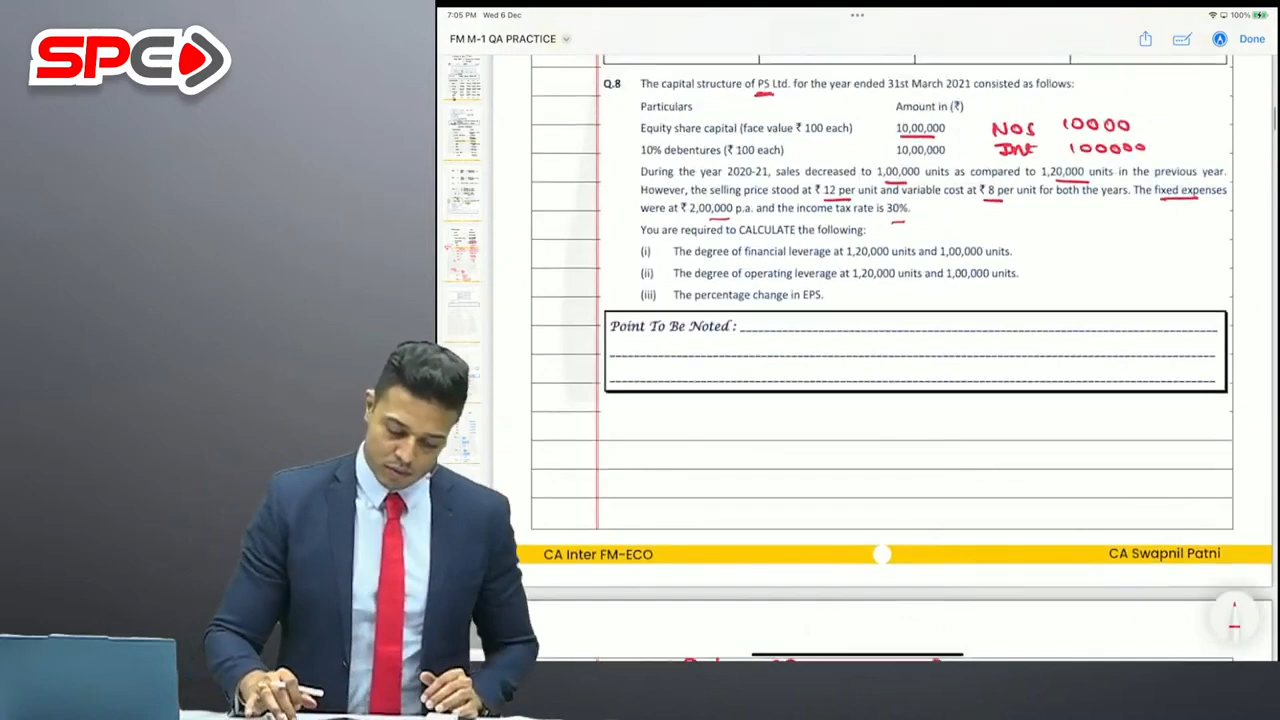 7:05 PM Wed 6 Dec
100%
SPC
FM M-1 QA PRACTICE
Done
Q.8 The capital structure of PS Ltd. for the year ended 31st March 2021 consisted as follows:
Particulars Amount in (₹)
Equity share capital (face value ₹ 100 each) 10,00,000 NOS 10000
10% debentures (₹ 100 each) 10,00,000 Int 100000
During the year 2020-21, sales decreased to 1,00,000 units as compared to 1,20,000 units in the previous year.
However, the selling price stood at ₹ 12 per unit and variable cost at ₹ 8 per unit for both the years. The fixed expenses
were at ₹ 2,00,000 p.a. and the income tax rate is 30%.
You are required to CALCULATE the following:
(i) The degree of financial leverage at 1,20,000 units and 1,00,000 units.
(ii) The degree of operating leverage at 1,20,000 units and 1,00,000 units.
(iii) The percentage change in EPS.
Point To Be Noted :
CA Inter FM-ECO
CA Swapnil Patni